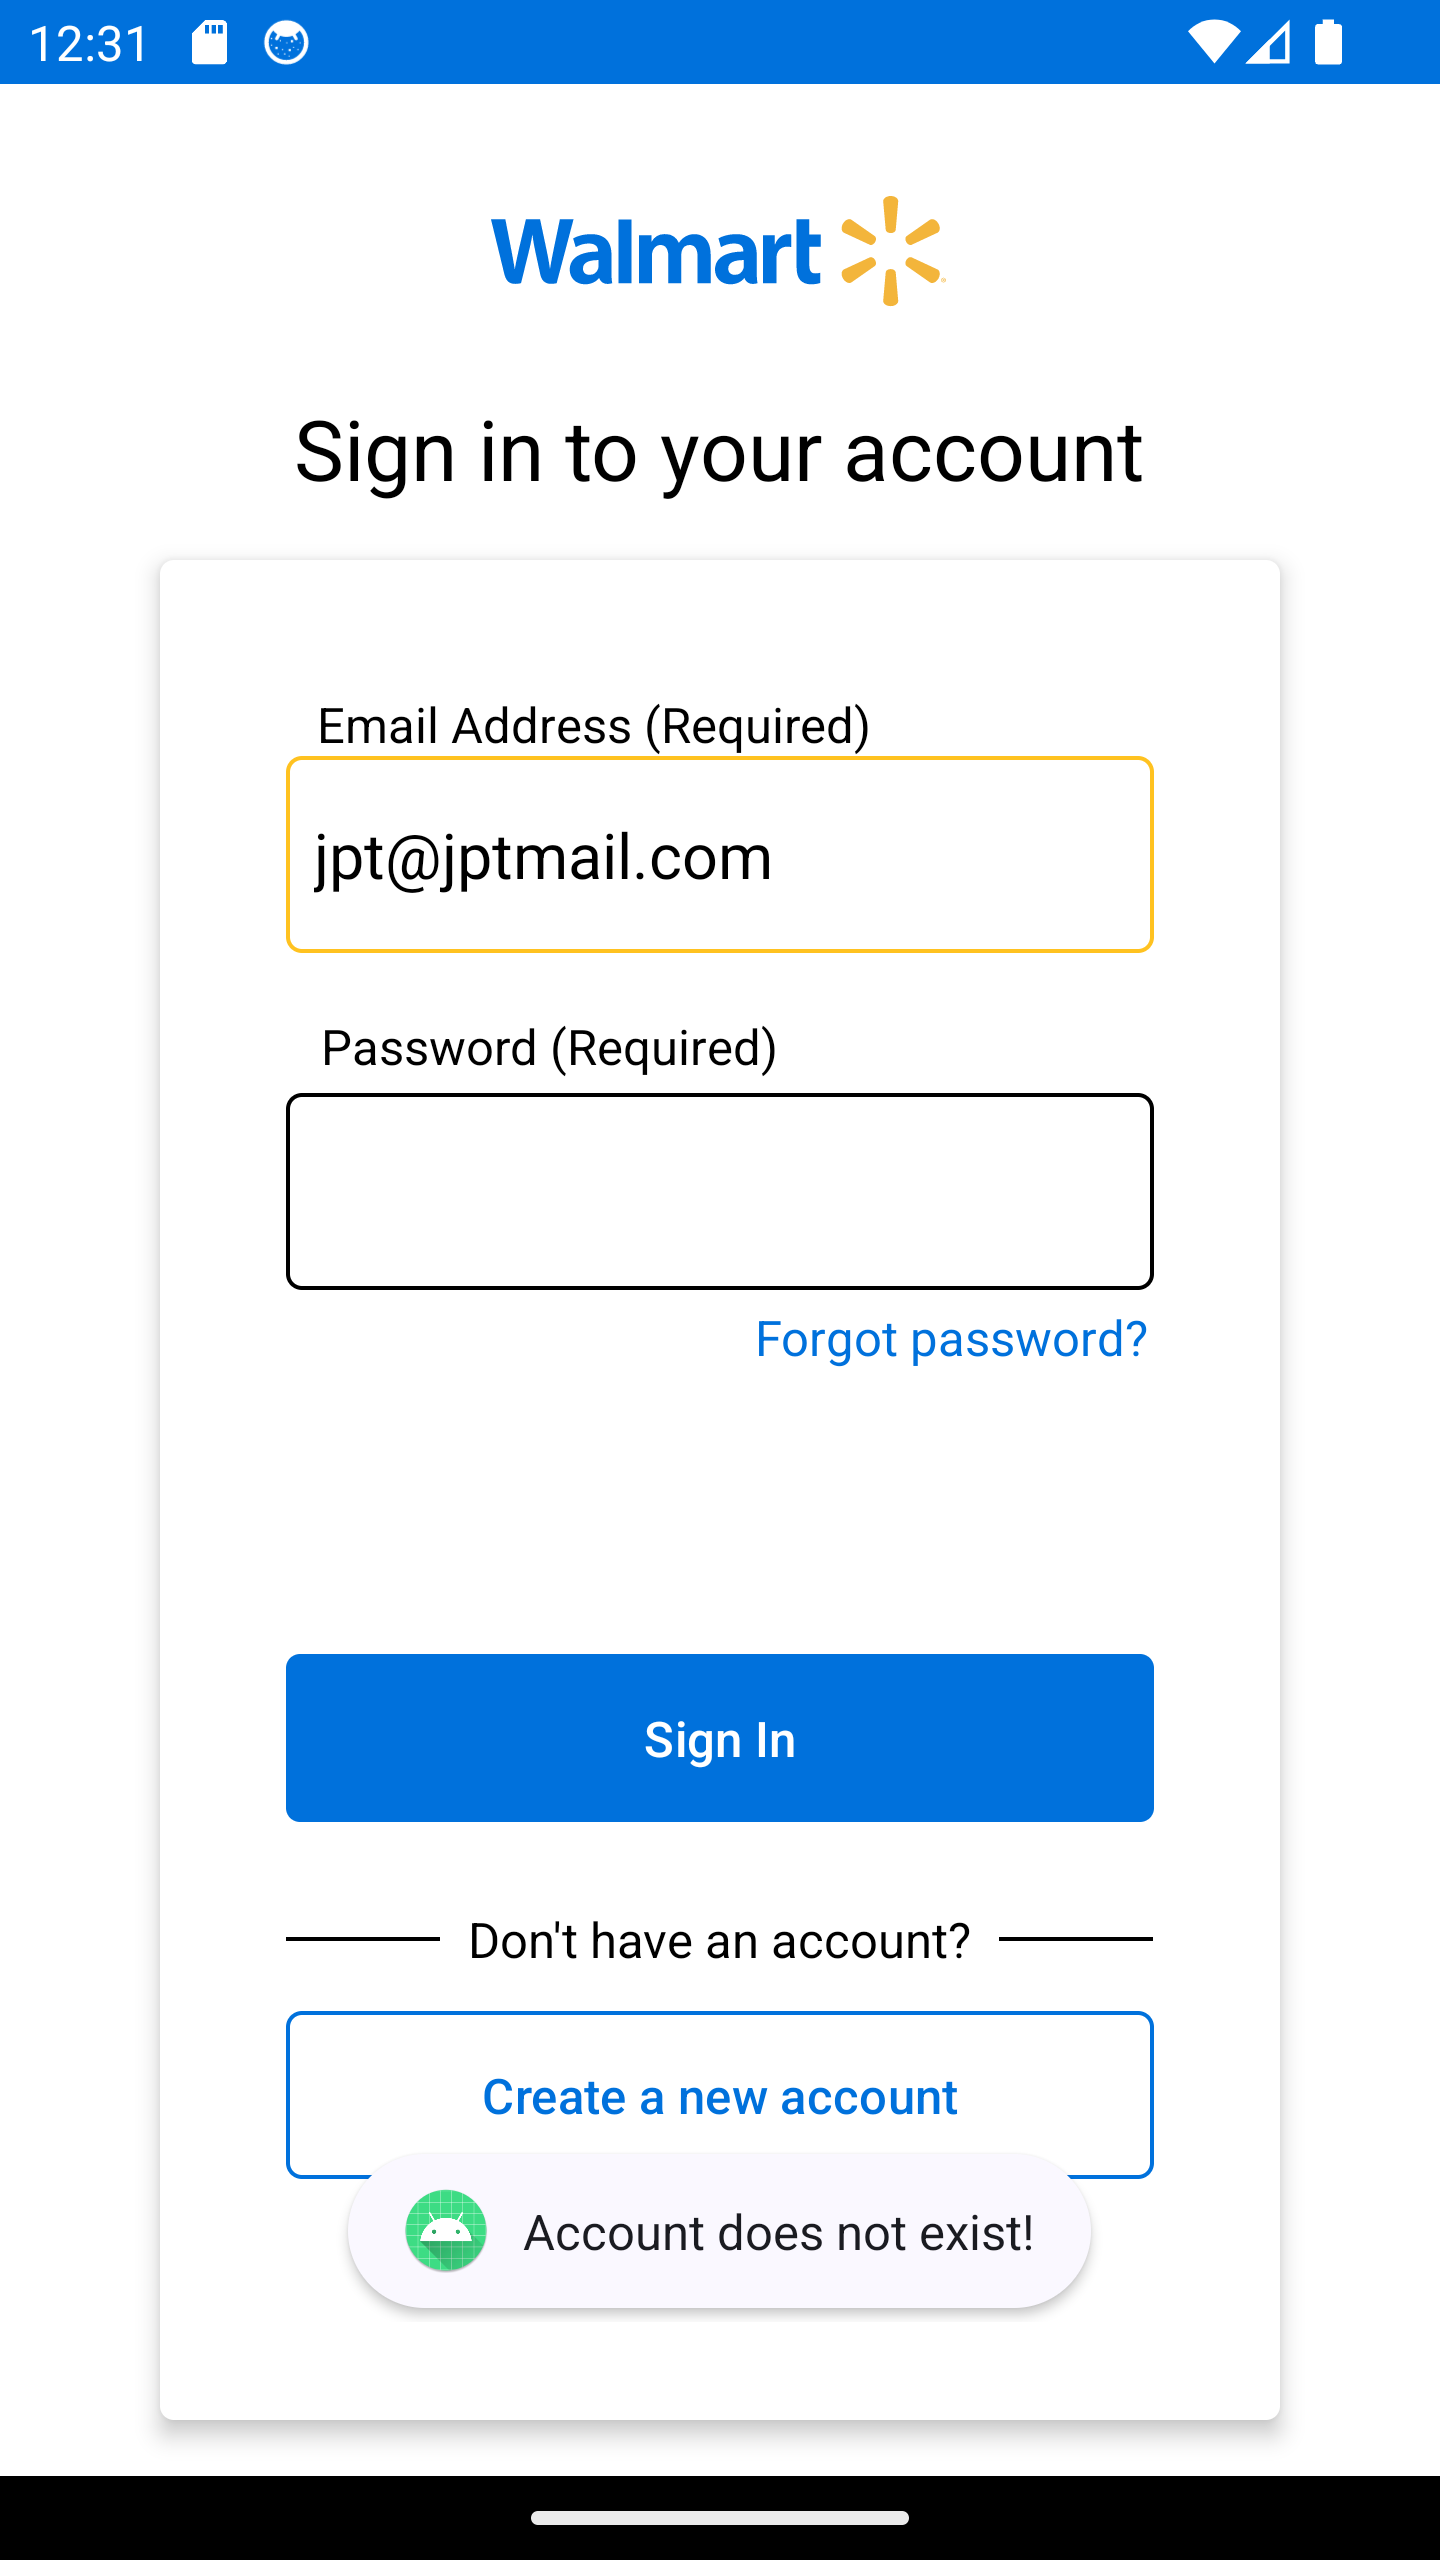 12:31
Walmart
Sign in to your account
Email Address (Required)
jpt@jptmail.com
Password (Required)
Forgot password?
Sign In
Don't have an account?
Create a new account
Account does not exist!